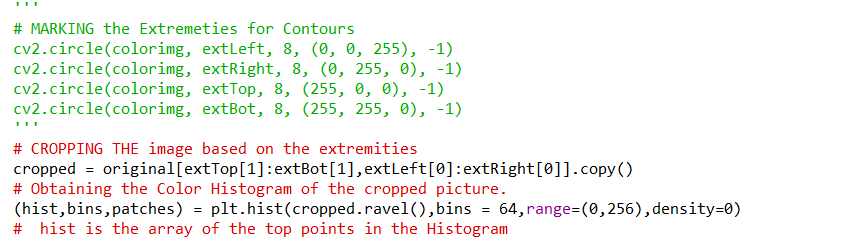 '''
# MARKING the Extremeties for Contours
cv2.circle(colorimg, extLeft, 8, (0, 0, 255), -1)
cv2.circle(colorimg, extRight, 8, (0, 255, 0), -1)
cv2.circle(colorimg, extTop, 8, (255, 0, 0), -1)
cv2.circle(colorimg, extBot, 8, (255, 255, 0), -1)
'''
# CROPPING THE image based on the extremities
cropped = original[extTop[1]:extBot[1],extLeft[0]:extRight[0]].copy()
# Obtaining the Color Histogram of the cropped picture.
(hist,bins,patches) = plt.hist(cropped.ravel(),bins = 64,range=(0,256),density=0)
#  hist is the array of the top points in the Histogram